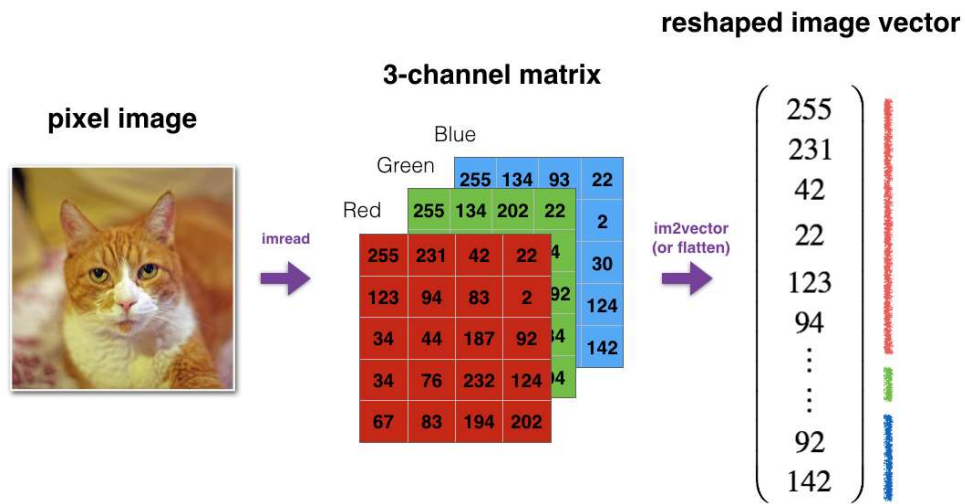 reshaped image vector
3-channel matrix
pixel image
Blue
Green
Red
imread
im2vector
(or flatten)
255 134 93 22
2
30
124
142
255 134 202 22
4
92
34
94
255 231 42 22
123 94 83 2
34 44 187 92
34 76 232 124
67 83 194 202
255
231
42
22
123
94
⋮
⋮
92
142